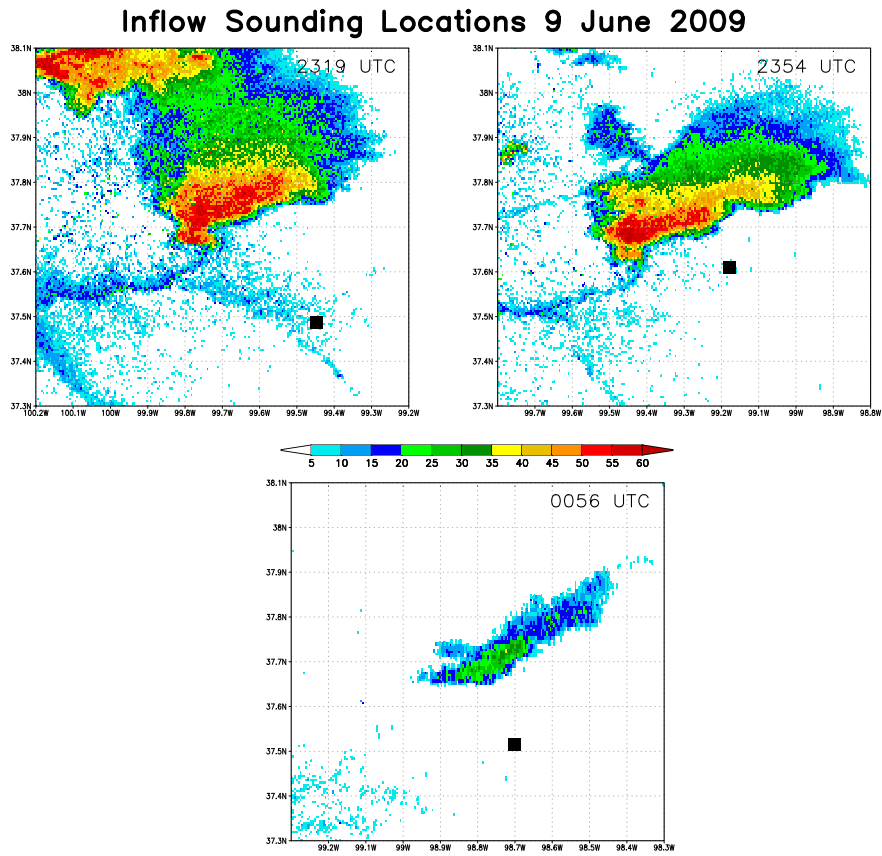 Inflow Sounding Locations 9 June 2009
2319 UTC
38.1N
38N
37.9N
37.8N
37.7N
37.6N
37.5N
37.4N
37.3N
100.2W 100.1W 100W 99.9W 99.8W 99.7W 99.6W 99.5W 99.4W 99.3W 99.2W
2354 UTC
38.1N
38N
37.9N
37.8N
37.7N
37.6N
37.5N
37.4N
37.3N
99.7W 99.6W 99.5W 99.4W 99.3W 99.2W 99.1W 99W 98.9W 98.8W
5 10 15 20 25 30 35 40 45 50 55 60
0056 UTC
38.1N
38N
37.9N
37.8N
37.7N
37.6N
37.5N
37.4N
37.3N
99.2W 99.1W 99W 98.9W 98.8W 98.7W 98.6W 98.5W 98.4W 98.3W